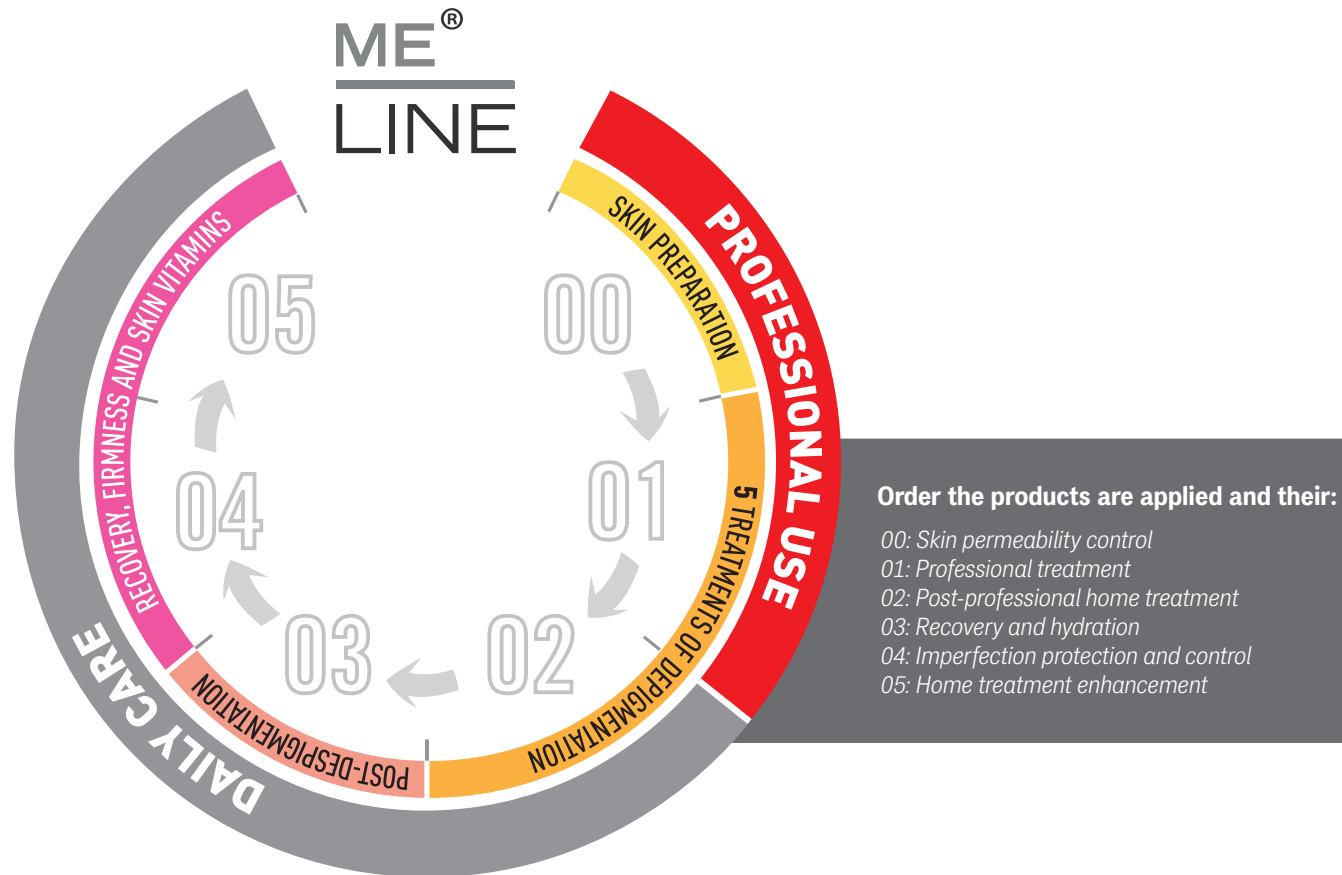 ME®
LINE
PROFESSIONAL USE
SKIN PREPARATION
5 TREATMENTS OF DEPIGMENTATION
POST-DESPIGMENTATION
RECOVERY, FIRMNESS AND SKIN VITAMINS
DAILY CARE
00
01
02
03
04
05
Order the products are applied and their:
00: Skin permeability control
01: Professional treatment
02: Post-professional home treatment
03: Recovery and hydration
04: Imperfection protection and control
05: Home treatment enhancement